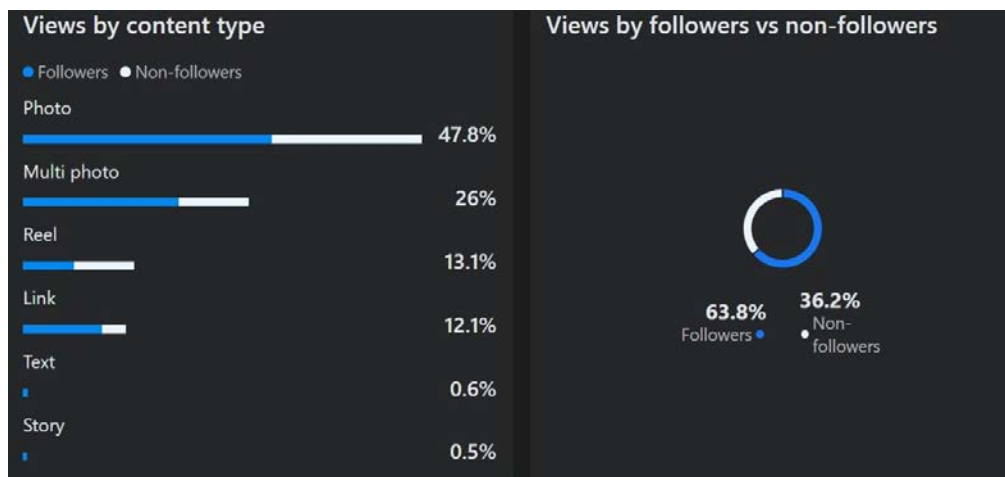 Views by content type
Followers Non-followers
Photo
47.8%
Multi photo
26%
Reel
13.1%
Link
12.1%
Text
0.6%
Story
0.5%
Views by followers vs non-followers
63.8%
Followers
36.2%
Non-
followers